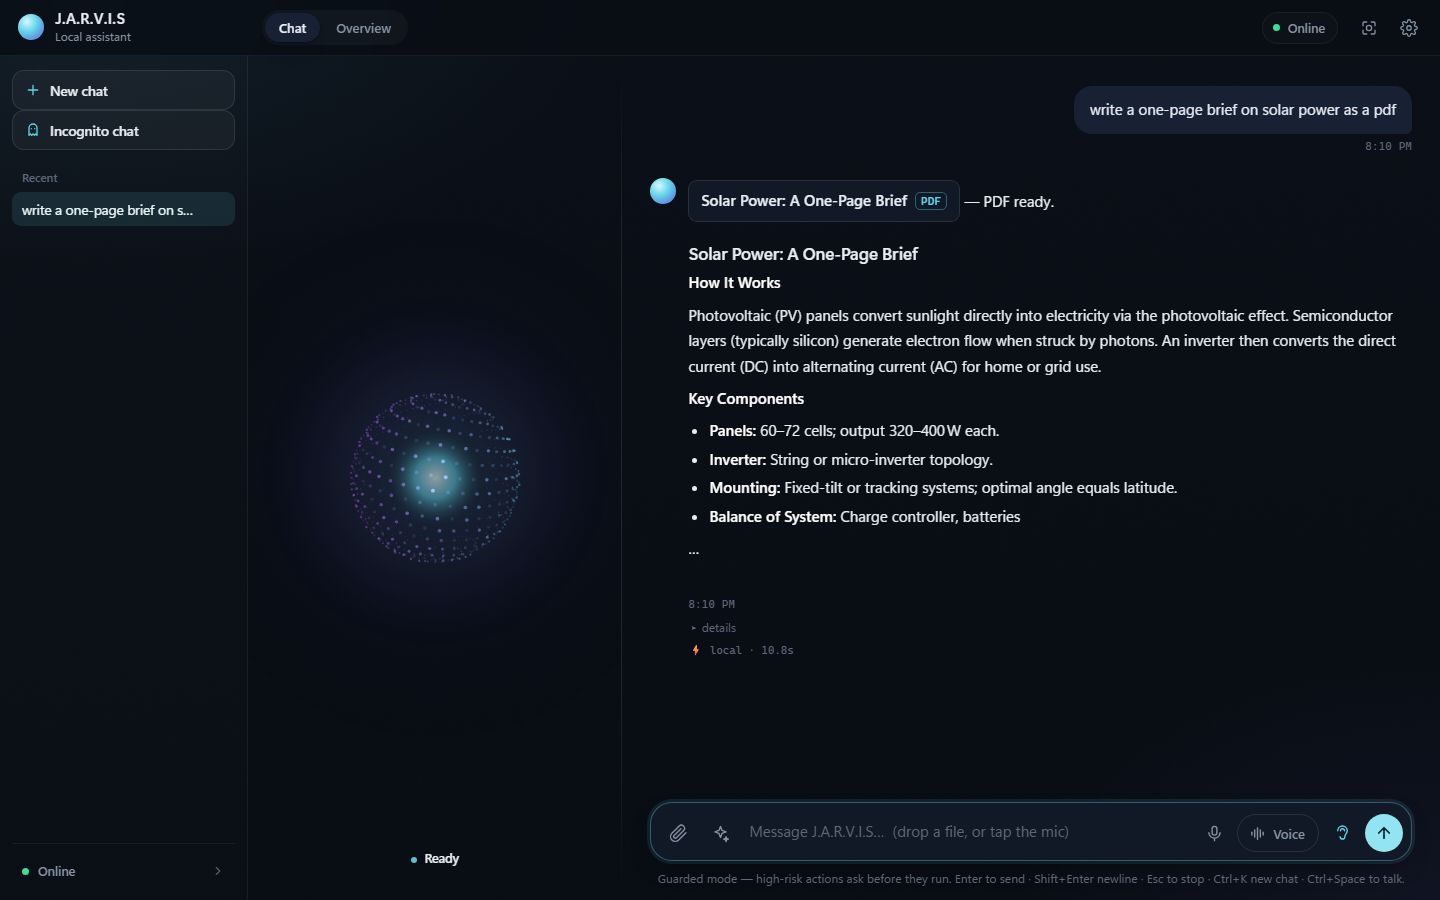 J.A.R.V.I.S
Local assistant
Chat
Overview
Online
New chat
Incognito chat
Recent
write a one-page brief on s...
write a one-page brief on solar power as a pdf
8:10 PM
Solar Power: A One-Page Brief PDF — PDF ready.
Solar Power: A One-Page Brief
How It Works
Photovoltaic (PV) panels convert sunlight directly into electricity via the photovoltaic effect. Semiconductor
layers (typically silicon) generate electron flow when struck by photons. An inverter then converts the direct
current (DC) into alternating current (AC) for home or grid use.
Key Components
• Panels: 60–72 cells; output 320–400 W each.
• Inverter: String or micro-inverter topology.
• Mounting: Fixed-tilt or tracking systems; optimal angle equals latitude.
• Balance of System: Charge controller, batteries
...
8:10 PM
details
local · 10.8s
Ready
Message J.A.R.V.I.S... (drop a file, or tap the mic)
Voice
Guarded mode — high-risk actions ask before they run. Enter to send · Shift+Enter newline · Esc to stop · Ctrl+K new chat · Ctrl+Space to talk.
Online